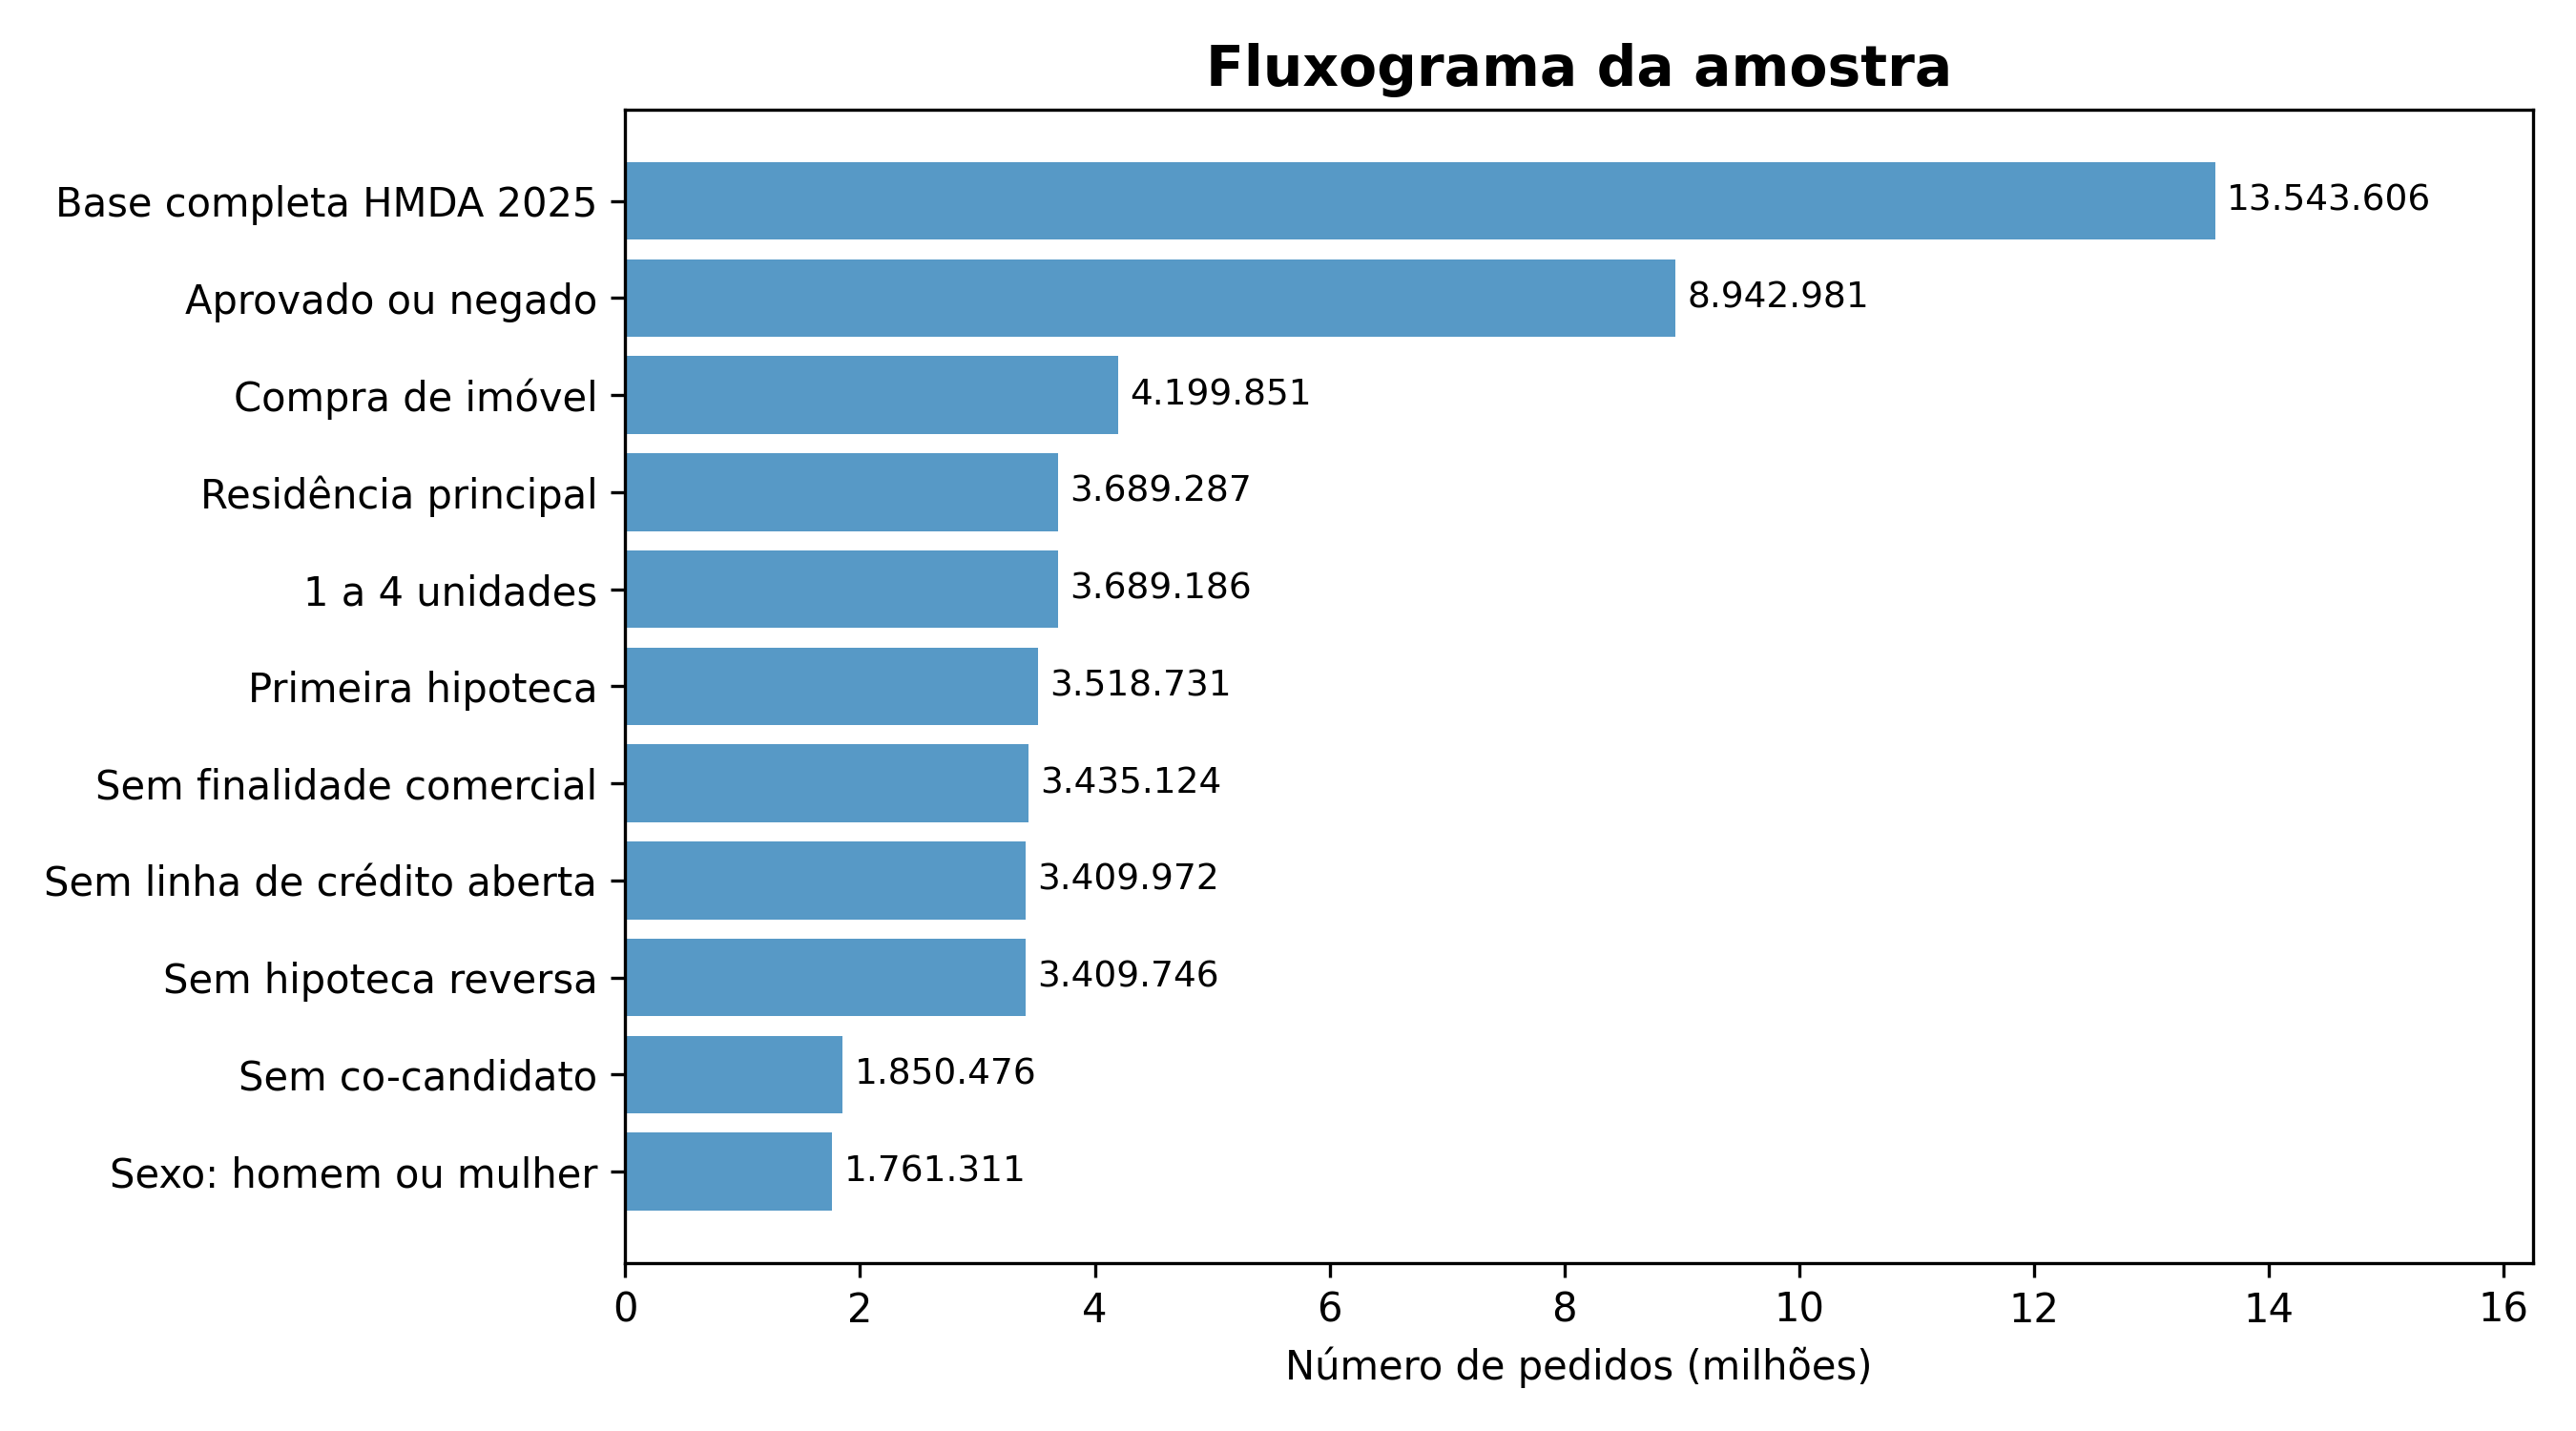 Fluxograma da amostra
Base completa HMDA 2025 13.543.606
Aprovado ou negado 8.942.981
Compra de imóvel 4.199.851
Residência principal 3.689.287
1 a 4 unidades 3.689.186
Primeira hipoteca 3.518.731
Sem finalidade comercial 3.435.124
Sem linha de crédito aberta 3.409.972
Sem hipoteca reversa 3.409.746
Sem co-candidato 1.850.476
Sexo: homem ou mulher 1.761.311
0 2 4 6 8 10 12 14 16
Número de pedidos (milhões)